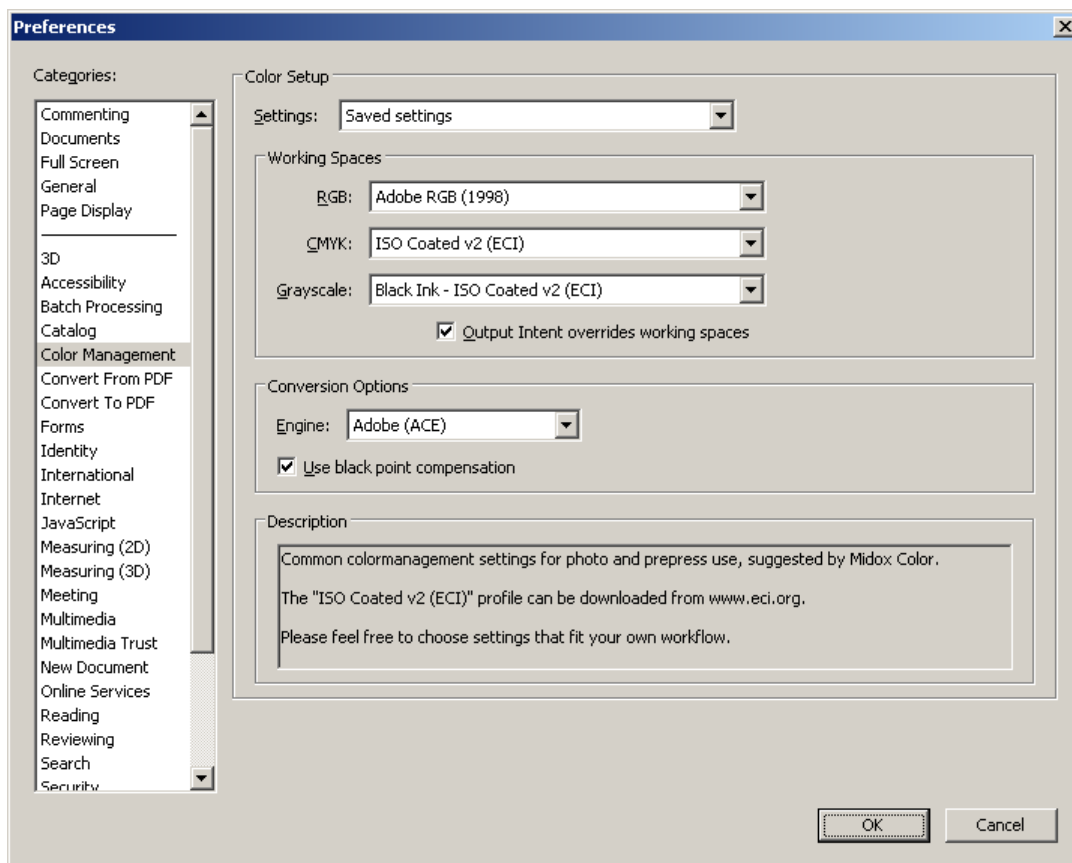 Preferences
Categories:
Commenting
Documents
Full Screen
General
Page Display
3D
Accessibility
Batch Processing
Catalog
Color Management
Convert From PDF
Convert To PDF
Forms
Identity
International
Internet
JavaScript
Measuring (2D)
Measuring (3D)
Meeting
Multimedia
Multimedia Trust
New Document
Online Services
Reading
Reviewing
Search
Security
Color Setup
Settings: Saved settings
Working Spaces
RGB: Adobe RGB (1998)
CMYK: ISO Coated v2 (ECI)
Grayscale: Black Ink - ISO Coated v2 (ECI)
Output Intent overrides working spaces
Conversion Options
Engine: Adobe (ACE)
Use black point compensation
Description
Common colormanagement settings for photo and prepress use, suggested by Midox Color.
The "ISO Coated v2 (ECI)" profile can be downloaded from www.eci.org.
Please feel free to choose settings that fit your own workflow.
OK
Cancel